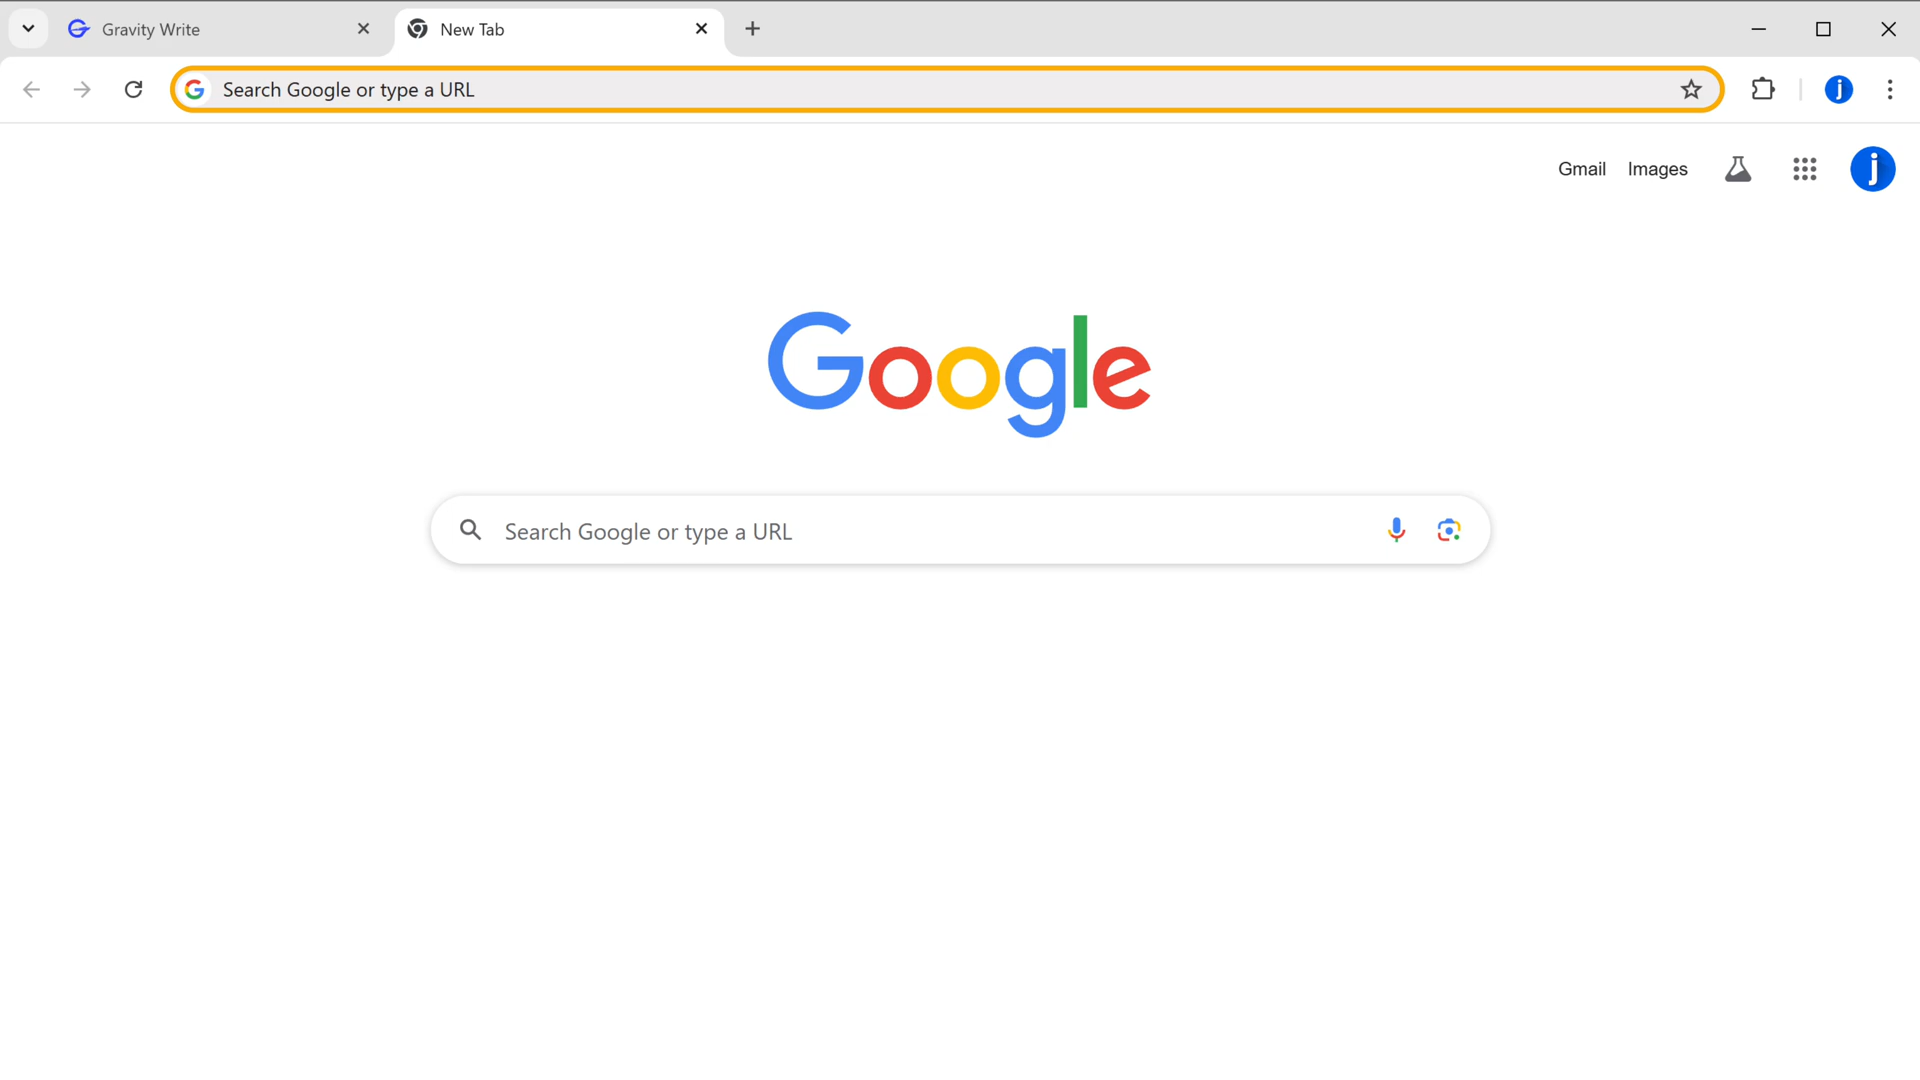 Gravity Write
New Tab
Search Google or type a URL
j
Gmail Images
j
Google
Search Google or type a URL